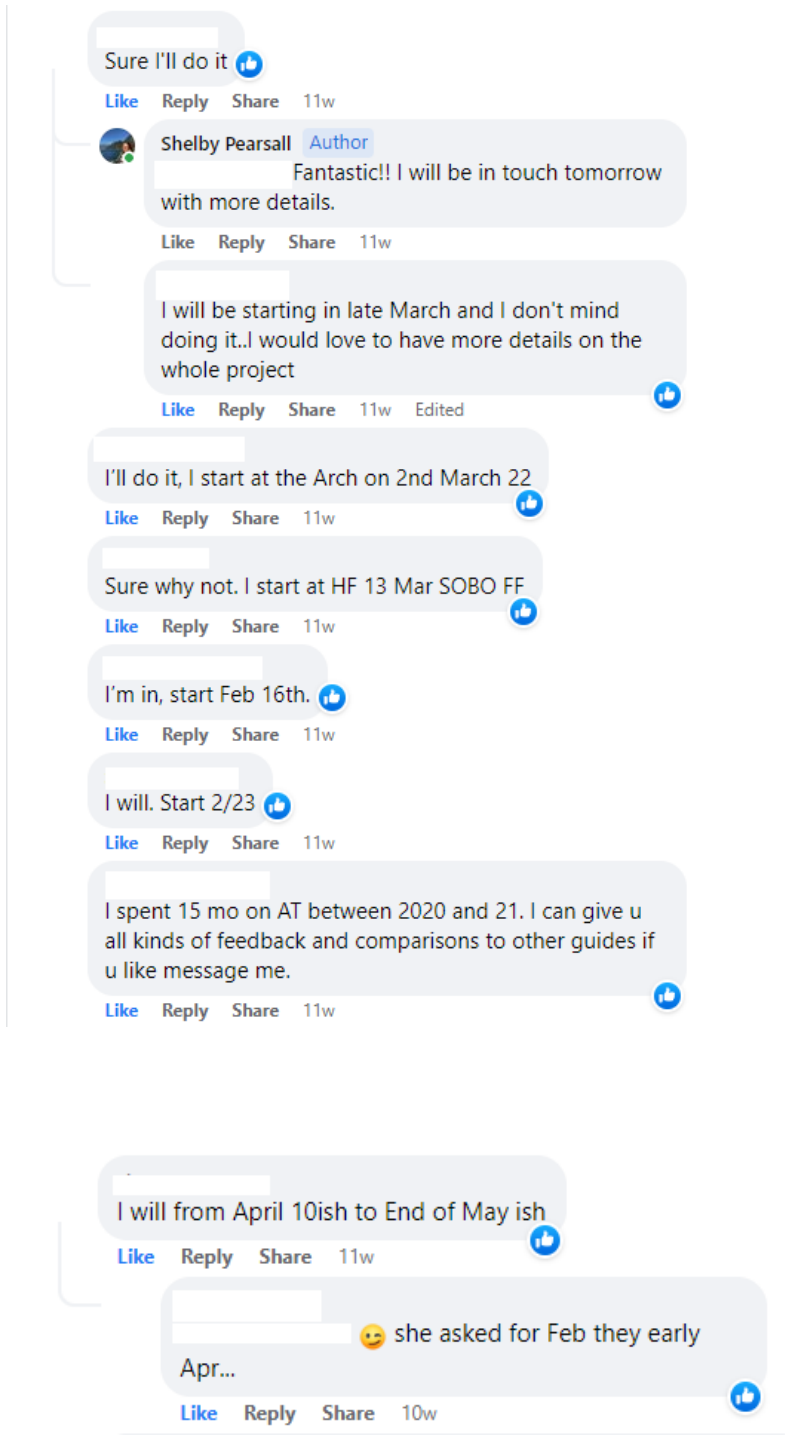 Sure I'll do it
Like Reply Share 11w
Shelby Pearsall Author
Fantastic!! I will be in touch tomorrow
with more details.
Like Reply Share 11w
I will be starting in late March and I don't mind
doing it..I would love to have more details on the
whole project
Like Reply Share 11w Edited
I'll do it, I start at the Arch on 2nd March 22
Like Reply Share 11w
Sure why not. I start at HF 13 Mar SOBO FF
Like Reply Share 11w
I'm in, start Feb 16th.
Like Reply Share 11w
I will. Start 2/23
Like Reply Share 11w
I spent 15 mo on AT between 2020 and 21. I can give u
all kinds of feedback and comparisons to other guides if
u like message me.
Like Reply Share 11w
I will from April 10ish to End of May ish
Like Reply Share 11w
😉 she asked for Feb they early
Apr...
Like Reply Share 10w